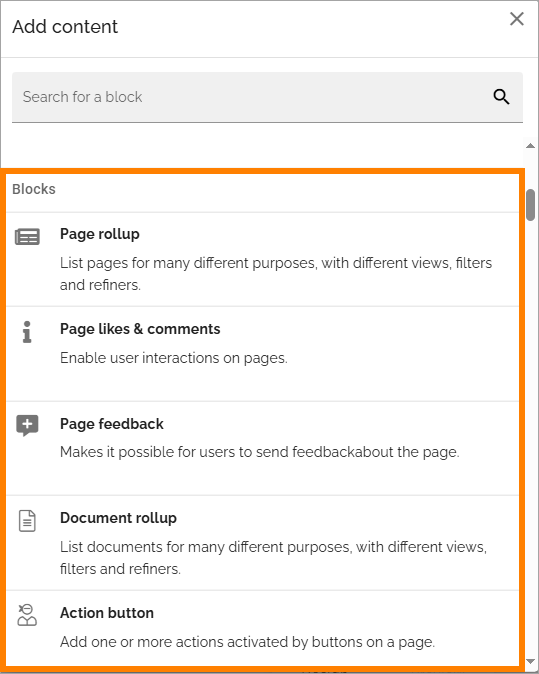 Add content
Search for a block
Blocks
Page rollup
List pages for many different purposes, with different views, filters
and refiners.
Page likes & comments
Enable user interactions on pages.
Page feedback
Makes it possible for users to send feedbackabout the page.
Document rollup
List documents for many different purposes, with different views,
filters and refiners.
Action button
Add one or more actions activated by buttons on a page.